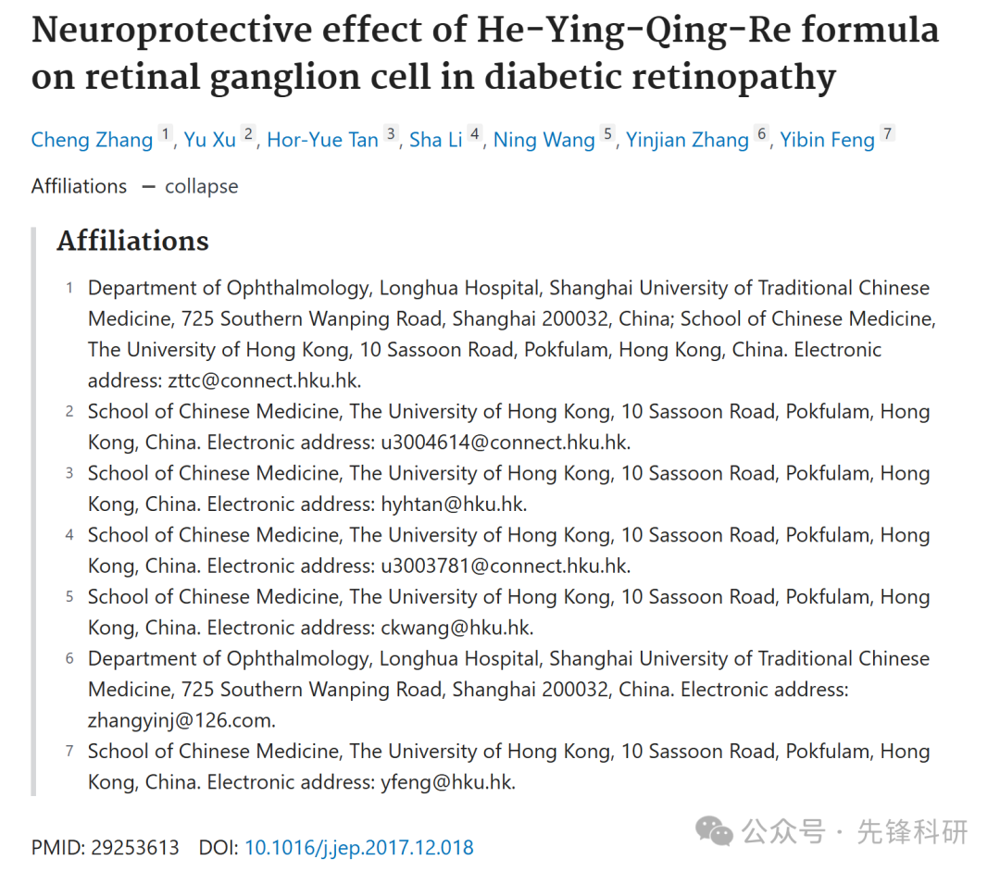 Neuroprotective effect of He-Ying-Qing-Re formula
on retinal ganglion cell in diabetic retinopathy
Cheng Zhang 1, Yu Xu 2, Hor-Yue Tan 3, Sha Li 4, Ning Wang 5, Yinjian Zhang 6, Yibin Feng 7
Affiliations — collapse
Affiliations
1 Department of Ophthalmology, Longhua Hospital, Shanghai University of Traditional Chinese
Medicine, 725 Southern Wanping Road, Shanghai 200032, China; School of Chinese Medicine,
The University of Hong Kong, 10 Sassoon Road, Pokfulam, Hong Kong, China. Electronic
address: zttc@connect.hku.hk.
2 School of Chinese Medicine, The University of Hong Kong, 10 Sassoon Road, Pokfulam, Hong
Kong, China. Electronic address: u3004614@connect.hku.hk.
3 School of Chinese Medicine, The University of Hong Kong, 10 Sassoon Road, Pokfulam, Hong
Kong, China. Electronic address: hyhtan@hku.hk.
4 School of Chinese Medicine, The University of Hong Kong, 10 Sassoon Road, Pokfulam, Hong
Kong, China. Electronic address: u3003781@connect.hku.hk.
5 School of Chinese Medicine, The University of Hong Kong, 10 Sassoon Road, Pokfulam, Hong
Kong, China. Electronic address: ckwang@hku.hk.
6 Department of Ophthalmology, Longhua Hospital, Shanghai University of Traditional Chinese
Medicine, 725 Southern Wanping Road, Shanghai 200032, China. Electronic address:
zhangyinj@126.com.
7 School of Chinese Medicine, The University of Hong Kong, 10 Sassoon Road, Pokfulam, Hong
Kong, China. Electronic address: yfeng@hku.hk.
公众号 · 先锋科研
PMID: 29253613 DOI: 10.1016/j.jep.2017.12.018